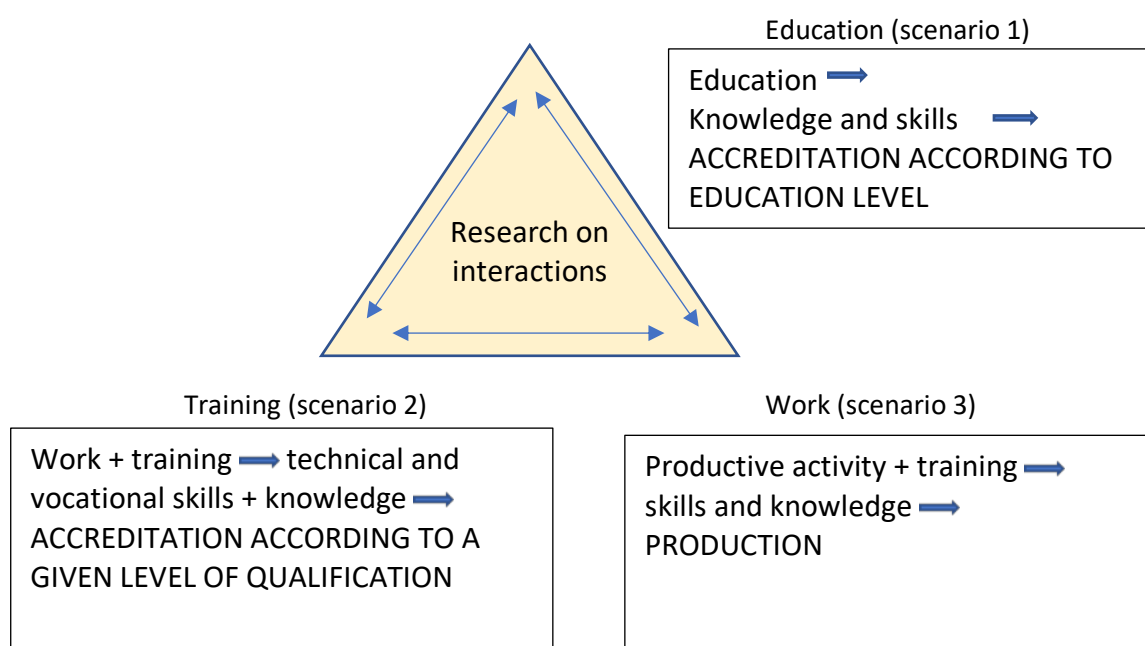 Education (scenario 1)
Education
Knowledge and skills
ACCREDITATION ACCORDING TO
EDUCATION LEVEL
Research on
interactions
Training (scenario 2)
Work + training technical and
vocational skills + knowledge
ACCREDITATION ACCORDING TO A
GIVEN LEVEL OF QUALIFICATION
Work (scenario 3)
Productive activity + training
skills and knowledge
PRODUCTION